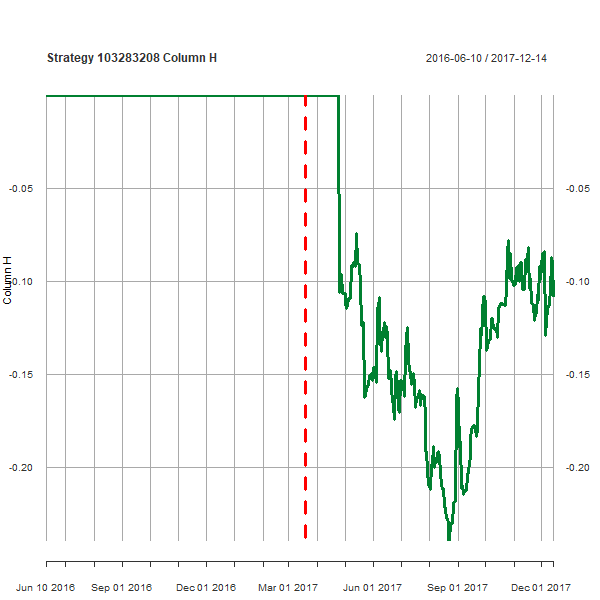 Strategy 103283208 Column H
2016-06-10 / 2017-12-14
-0.05 -0.05
-0.10 -0.10
-0.15 -0.15
-0.20 -0.20
Column H
Jun 10 2016 Sep 01 2016 Dec 01 2016 Mar 01 2017 Jun 01 2017 Sep 01 2017 Dec 01 2017